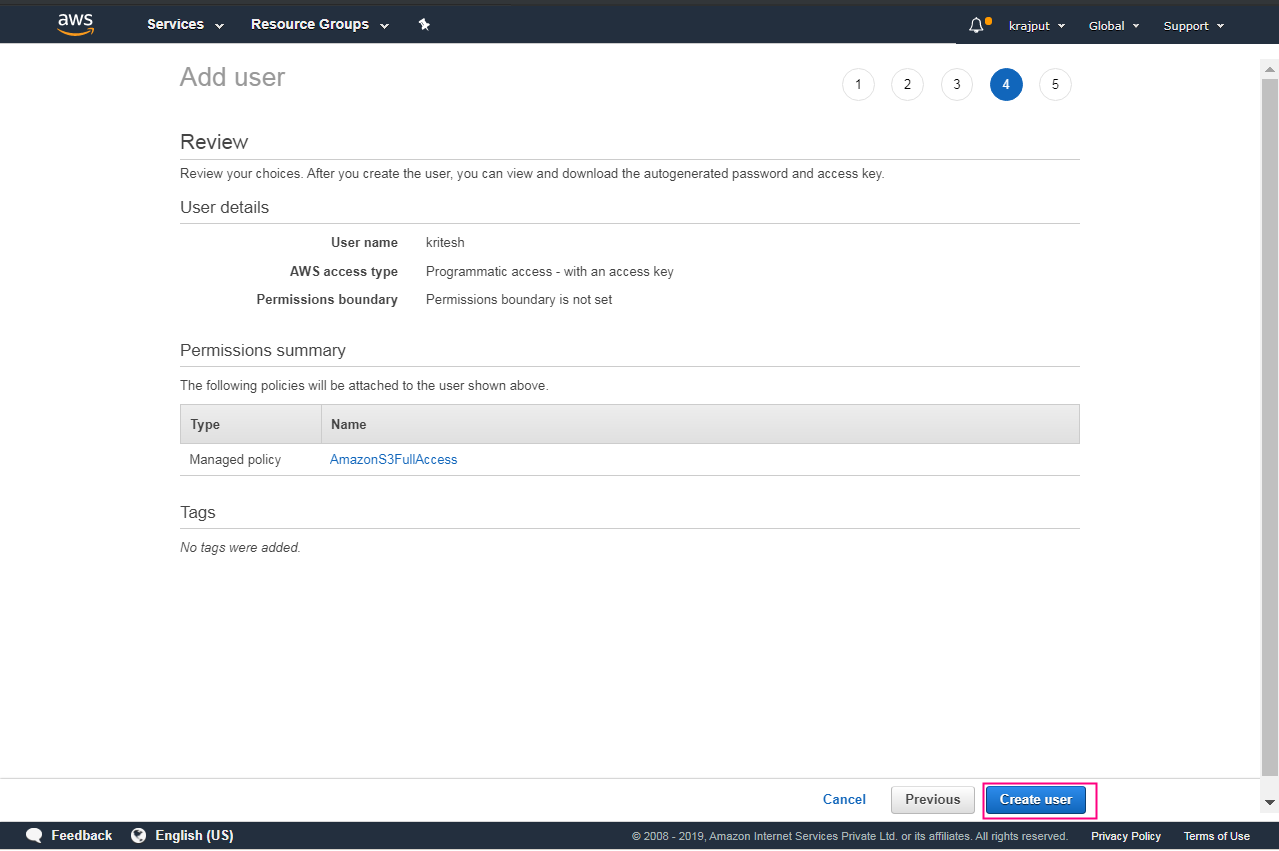 aws Services Resource Groups krajput Global Support
Add user
1 2 3 4 5
Review
Review your choices. After you create the user, you can view and download the autogenerated password and access key.
User details
User name kritesh
AWS access type Programmatic access - with an access key
Permissions boundary Permissions boundary is not set
Permissions summary
The following policies will be attached to the user shown above.
Type Name
Managed policy AmazonS3FullAccess
Tags
No tags were added.
Cancel Previous Create user
Feedback English (US) © 2008 - 2019, Amazon Internet Services Private Ltd. or its affiliates. All rights reserved. Privacy Policy Terms of Use